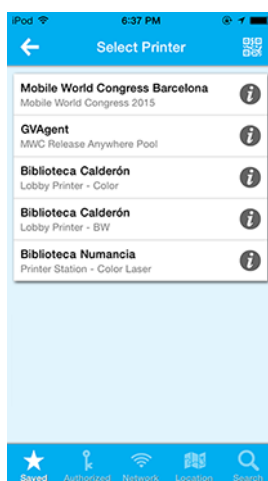 iPod 6:37 PM
Select Printer
Mobile World Congress Barcelona
Mobile World Congress 2015
GVAgent
MWC Release Anywhere Pool
Biblioteca Calderón
Lobby Printer - Color
Biblioteca Calderón
Lobby Printer - BW
Biblioteca Numancia
Printer Station - Color Laser
Saved Authorized Network Location Search